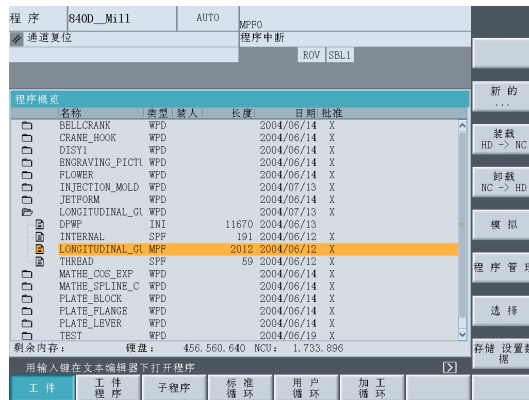 程 序 840D__Mill AUTO MPF0
通道复位 程序中断
ROV SBL1
程序概览
名称 类型 装人 长度 日期 批准
BELLCRANK WPD 2004/06/14 X
CRANE_HOOK WPD 2004/06/14 X
DISY1 WPD 2004/06/14 X
ENGRAVING_PICTU WPD 2004/06/14 X
FLOWER WPD 2004/06/14 X
INJECTION_MOLD WPD 2004/07/13 X
JETFORM WPD 2004/06/14 X
LONGITUDINAL_GU WPD 2004/07/13 X
DPWP INI 11670 2004/06/13
INTERNAL SPF 191 2004/06/12 X
LONGITUDINAL_GU MPF 2012 2004/06/12 X
THREAD SPF 59 2004/06/12 X
MATHE_COS_EXP WPD 2004/06/14 X
MATHE_SPLINE_C WPD 2004/06/14 X
PLATE_BLOCK WPD 2004/06/14 X
PLATE_FLANGE WPD 2004/06/14 X
PLATE_LEVER WPD 2004/06/14 X
TEST WPD 2004/06/19 X
剩余内存: 硬盘: 456.560.640 NCU: 1.733.896
用输入键在文本编辑器下打开程序
新 的
...
装载
HD -> NC
卸载
NC -> HD
模 拟
程 序 管 理
选 择
存储 设置数
据
工 件
工 件
程 序
子程序
标 准
循 环
用 户
循 环
加 工
循 环